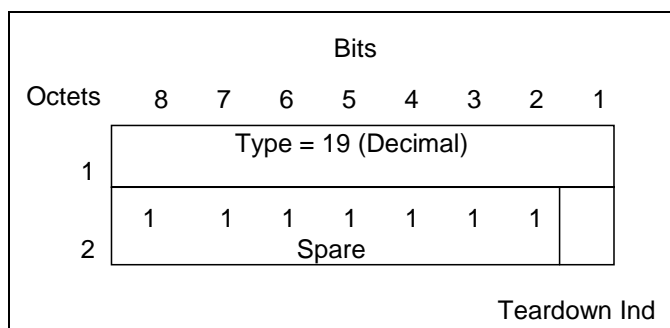 Bits
Octets 8 7 6 5 4 3 2 1
Type = 19 (Decimal)
1
1 1 1 1 1 1 1
2 Spare
Teardown Ind